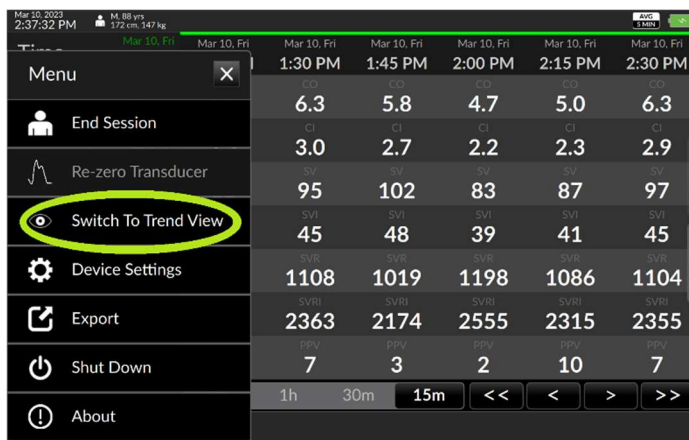 Mar 10, 2023
2:37:32 PM
M, 88 yrs
172 cm, 147 kg
AVG
5 MIN
Mar 10, Fri Mar 10, Fri Mar 10, Fri Mar 10, Fri Mar 10, Fri Mar 10, Fri Mar 10, Fri
1:30 PM 1:45 PM 2:00 PM 2:15 PM 2:30 PM
Menu X
End Session
Re-zero Transducer
Switch To Trend View
Device Settings
Export
Shut Down
About
CO CO CO CO CO
6.3 5.8 4.7 5.0 6.3
CI CI CI CI CI
3.0 2.7 2.2 2.3 2.9
SV SV SV SV SV
95 102 83 87 97
SVI SVI SVI SVI SVI
45 48 39 41 45
SVR SVR SVR SVR SVR
1108 1019 1198 1086 1104
SVRI SVRI SVRI SVRI SVRI
2363 2174 2555 2315 2355
PPV PPV PPV PPV PPV
7 3 2 10 7
1h 30m 15m << < > >>